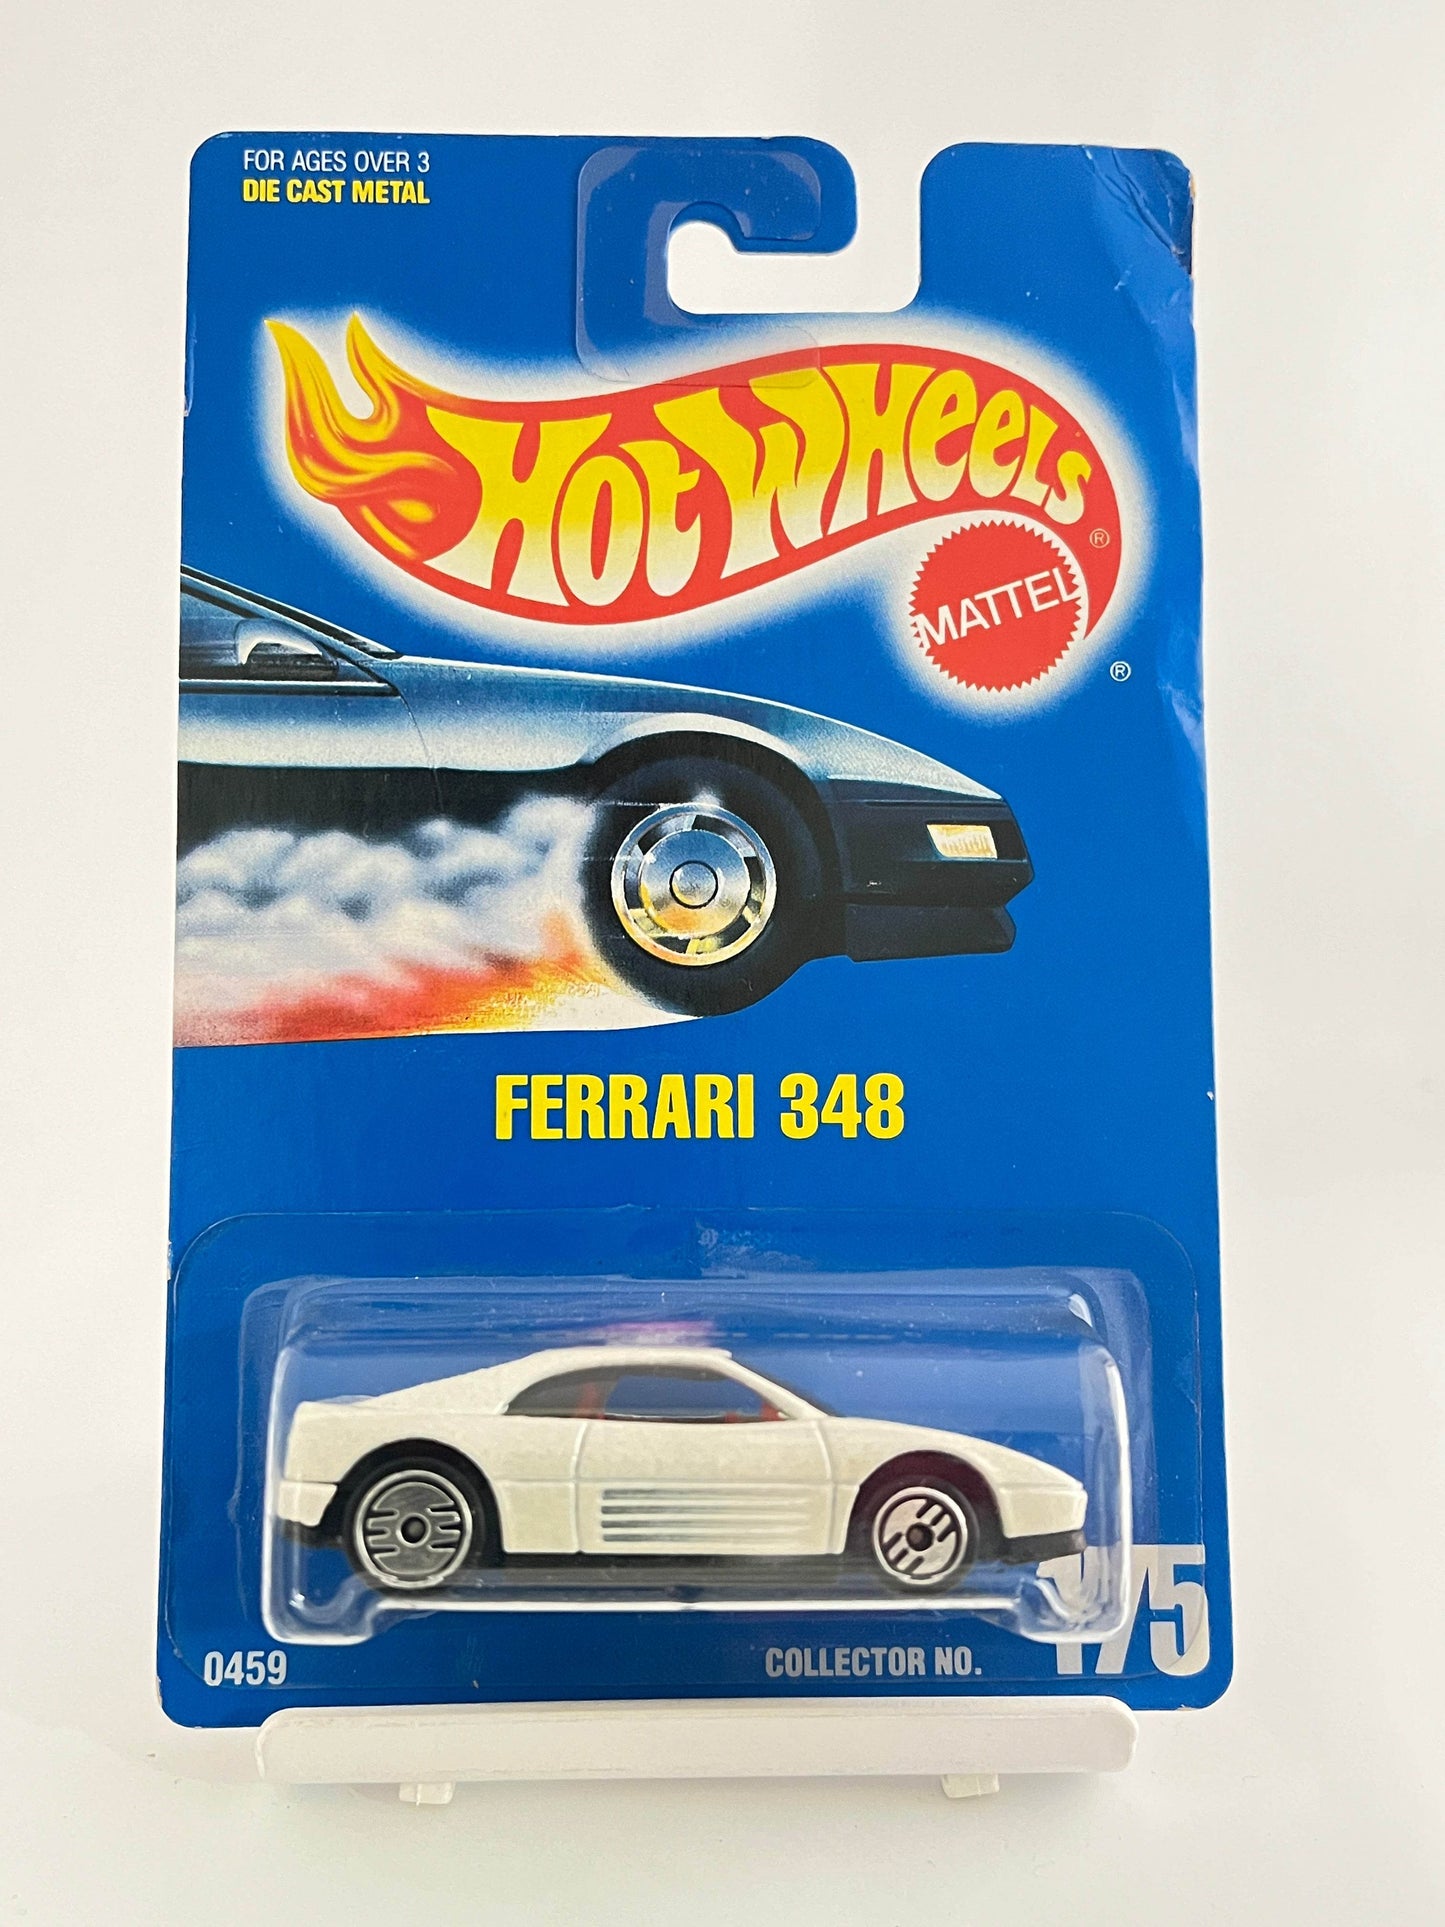 FOR AGES OVER 3
DIE CAST METAL
Hot Wheels ®
MATTEL
®
FERRARI 348
0459
COLLECTOR NO. 175